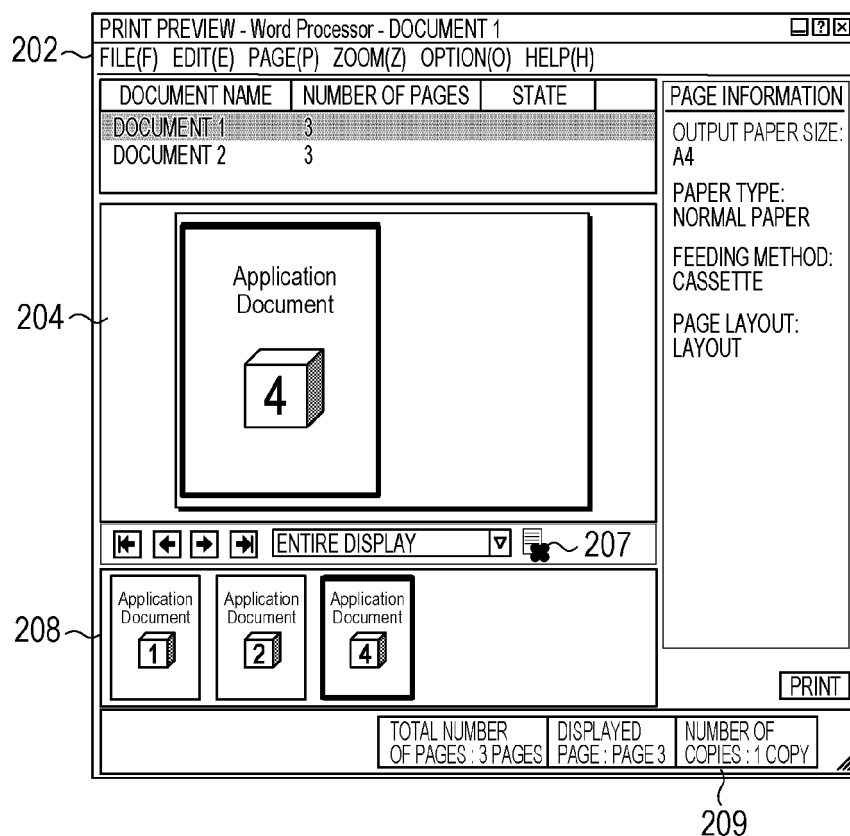 PRINT PREVIEW - Word Processor - DOCUMENT 1
202
FILE(F) EDIT(E) PAGE(P) ZOOM(Z) OPTION(O) HELP(H)
DOCUMENT NAME NUMBER OF PAGES STATE
DOCUMENT 1 3
DOCUMENT 2 3
PAGE INFORMATION
OUTPUT PAPER SIZE:
A4
PAPER TYPE:
NORMAL PAPER
FEEDING METHOD:
CASSETTE
PAGE LAYOUT:
LAYOUT
204
Application
Document
4
ENTIRE DISPLAY
207
208
Application
Document
1
Application
Document
2
Application
Document
4
PRINT
TOTAL NUMBER
OF PAGES : 3 PAGES
DISPLAYED
PAGE : PAGE 3
NUMBER OF
COPIES : 1 COPY
209